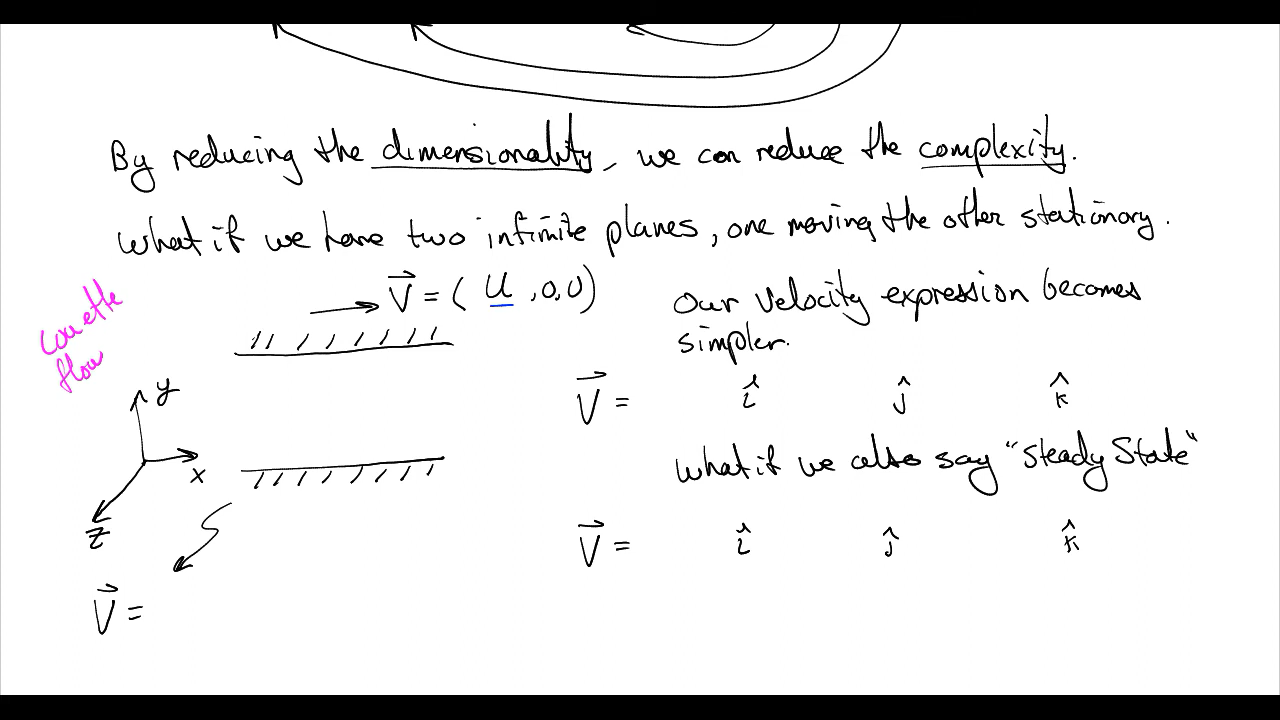 By reducing the dimensionality, we can reduce the complexity.
What if we have two infinite planes, one moving the other stationary.
V⃗ = ( U , 0, 0)
Our velocity expression becomes
simpler.
couette
flow
y
x
z
V⃗ = î ĵ k̂
what if we also say "Steady State"
V⃗ = î ĵ k̂
V⃗ =